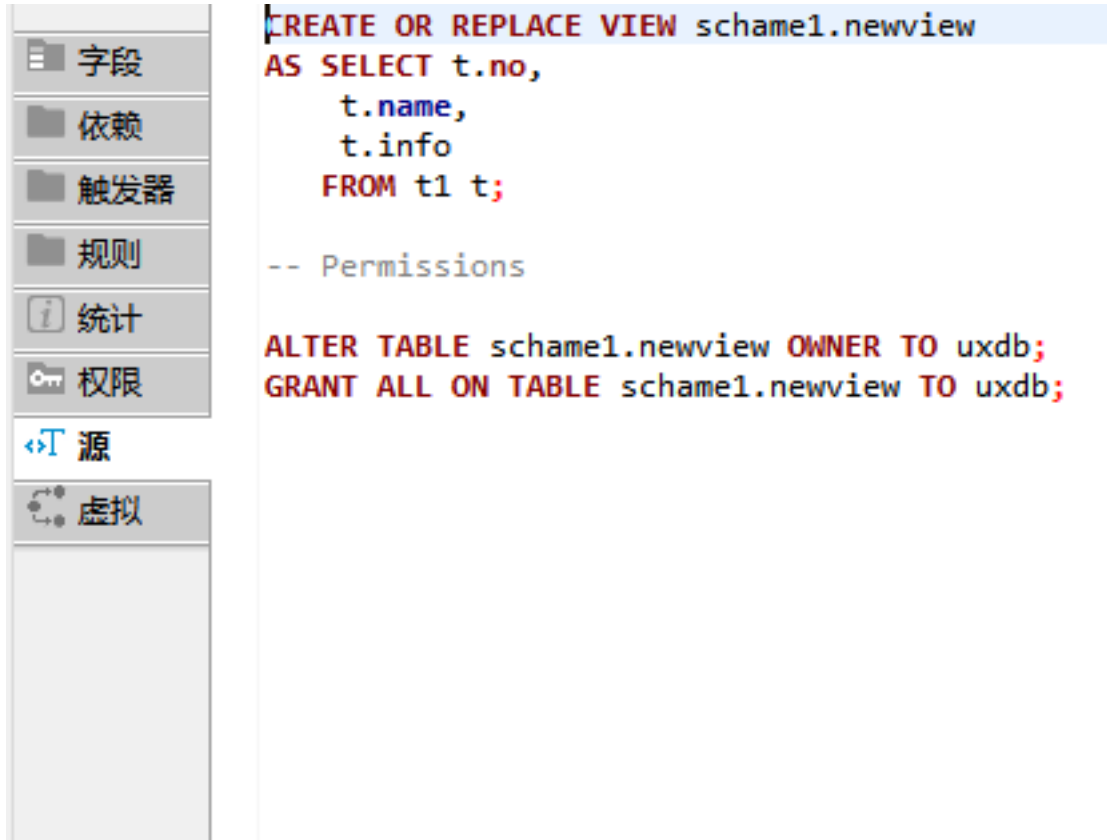 字段
依赖
触发器
规则
统计
权限
源
虚拟
CREATE OR REPLACE VIEW schame1.newview
AS SELECT t.no,
    t.name,
    t.info
   FROM t1 t;
-- Permissions
ALTER TABLE schame1.newview OWNER TO uxdb;
GRANT ALL ON TABLE schame1.newview TO uxdb;